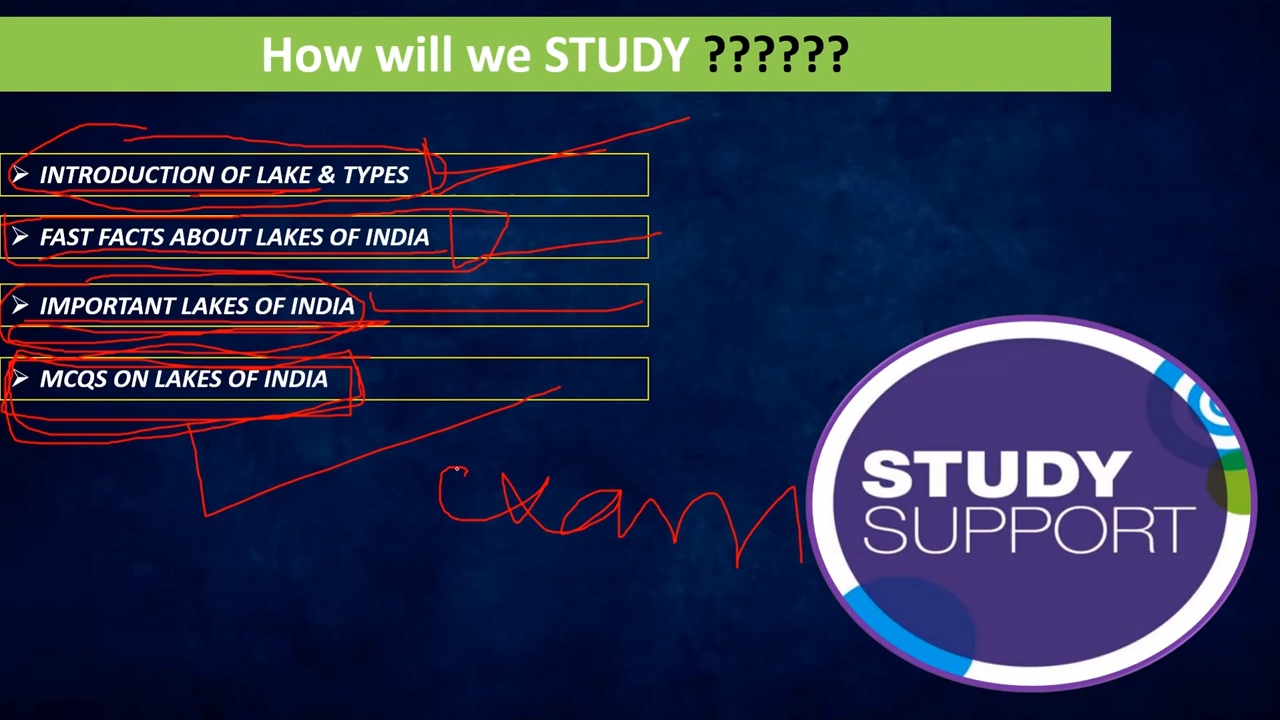 How will we STUDY ??????
INTRODUCTION OF LAKE & TYPES
FAST FACTS ABOUT LAKES OF INDIA
IMPORTANT LAKES OF INDIA
MCQS ON LAKES OF INDIA
exam
STUDY
SUPPORT